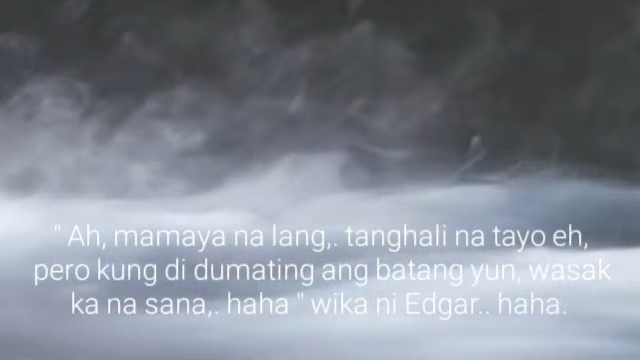 " Ah, mamaya na lang,. tanghali na tayo eh,
pero kung di dumating ang batang yun, wasak
ka na sana,. haha " wika ni Edgar.. haha.